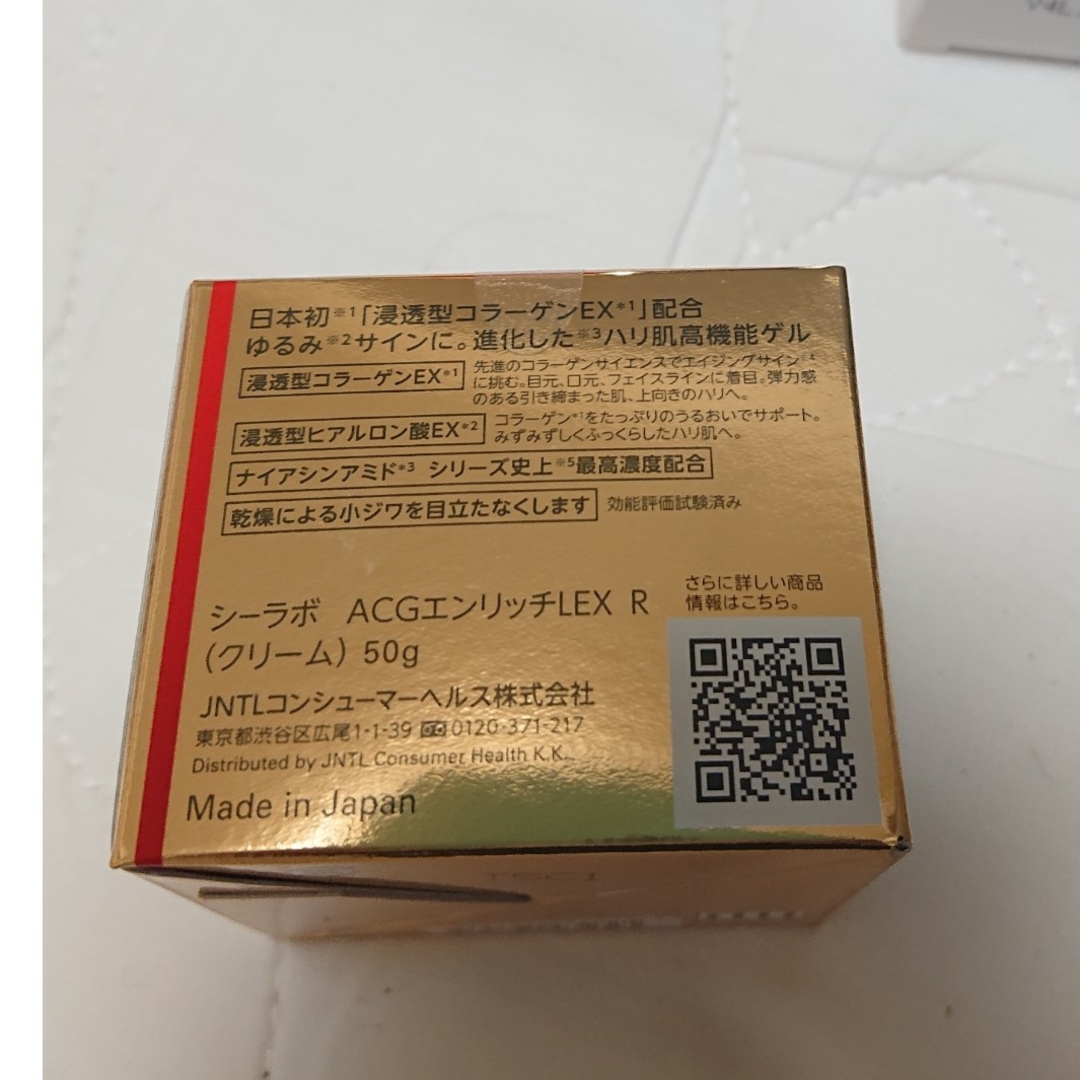 日本初※1「浸透型コラーゲンEX*1」配合
ゆるみ※2サインに。進化した※3ハリ肌高機能ゲル
浸透型コラーゲンEX*1
先進のコラーゲンサイエンスでエイジングサイン※4
に挑む。目元、口元、フェイスラインに着目。弾力感
のある引き締まった肌、上向きのハリへ。
浸透型ヒアルロン酸EX*2
コラーゲン*1をたっぷりのうるおいでサポート。
みずみずしくふっくらしたハリ肌へ。
ナイアシンアミド*3 シリーズ史上※5最高濃度配合
乾燥による小ジワを目立たなくします 効能評価試験済み
さらに詳しい商品
情報はこちら。
シーラボ ACGエンリッチLEX R
（クリーム）50g
JNTLコンシューマーヘルス株式会社
東京都渋谷区広尾1-1-39 0120-371-217
Distributed by JNTL Consumer Health K.K.
Made in Japan